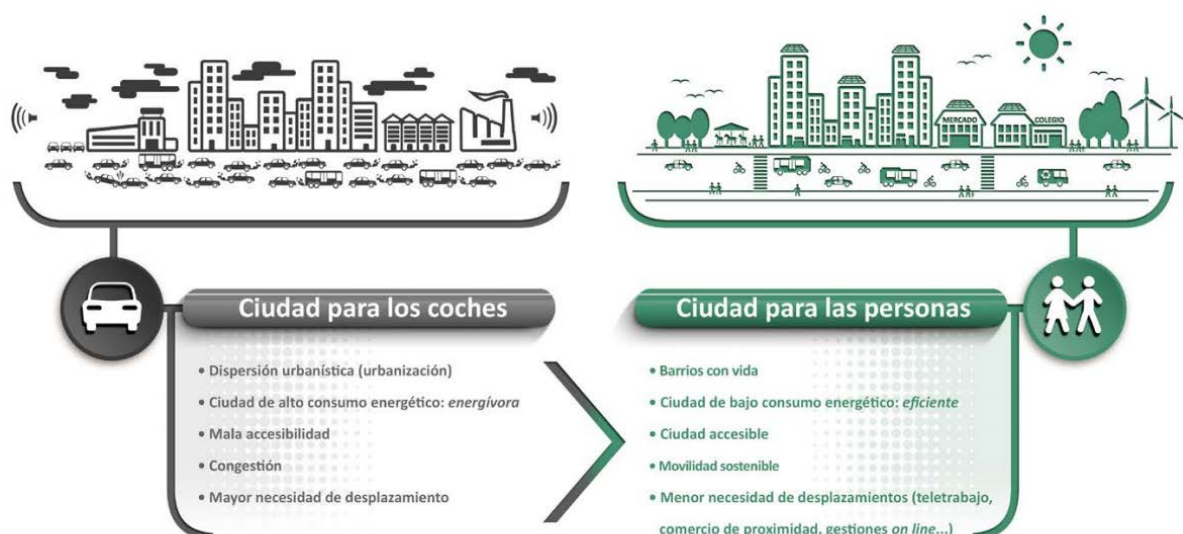 MERCADO
COLEGIO
Ciudad para los coches
• Dispersión urbanística (urbanización)
• Ciudad de alto consumo energético: energívora
• Mala accesibilidad
• Congestión
• Mayor necesidad de desplazamiento
Ciudad para las personas
• Barrios con vida
• Ciudad de bajo consumo energético: eficiente
• Ciudad accesible
• Movilidad sostenible
• Menor necesidad de desplazamientos (teletrabajo,
comercio de proximidad, gestiones on line...)